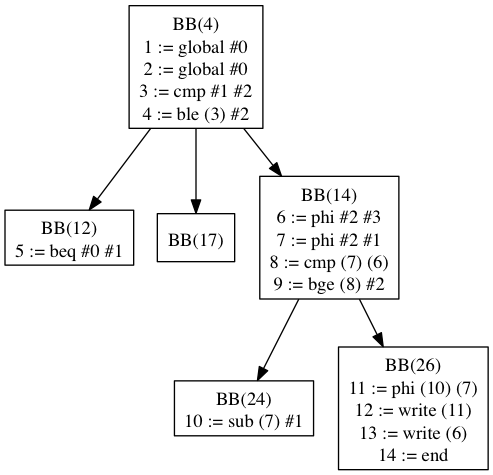 BB(4)
1 := global #0
2 := global #0
3 := cmp #1 #2
4 := ble (3) #2
BB(12)
5 := beq #0 #1
BB(17)
BB(14)
6 := phi #2 #3
7 := phi #2 #1
8 := cmp (7) (6)
9 := bge (8) #2
BB(24)
10 := sub (7) #1
BB(26)
11 := phi (10) (7)
12 := write (11)
13 := write (6)
14 := end